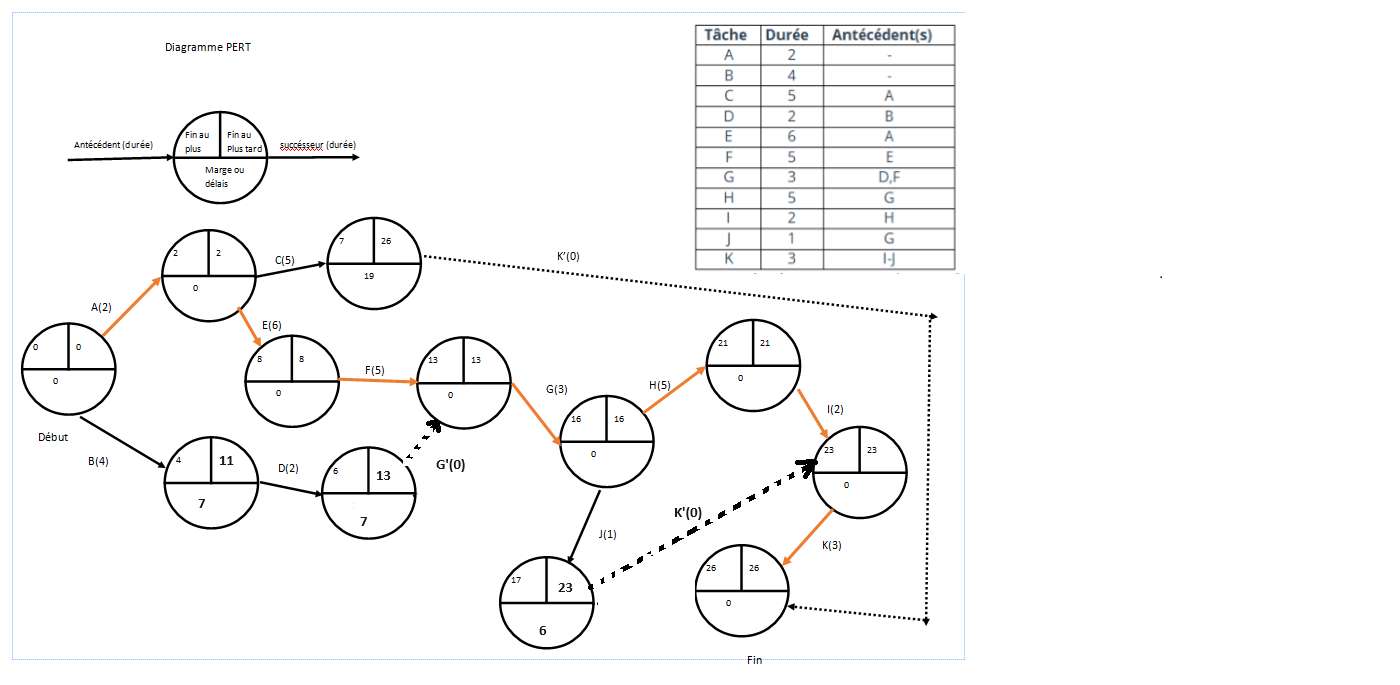 Diagramme PERT
Tâche Durée Antécédent(s)
A 2 -
B 4 -
C 5 A
D 2 B
E 6 A
F 5 E
G 3 D,F
H 5 G
I 2 H
J 1 G
K 3 I-J
Antécédent (durée)
Fin au
plus
Fin au
Plus tard
succésseur (durée)
Marge ou
délais
2 2
0
C(5)
7 26
19
K'(0)
A(2)
E(6)
0 0
0
Début
8 8
0
F(5)
13 13
0
G(3)
16 16
0
H(5)
21 21
0
I(2)
23 23
0
B(4)
4 11
7
D(2)
6 13
7
G'(0)
J(1)
K'(0)
17 23
6
K(3)
26 26
0
Fin